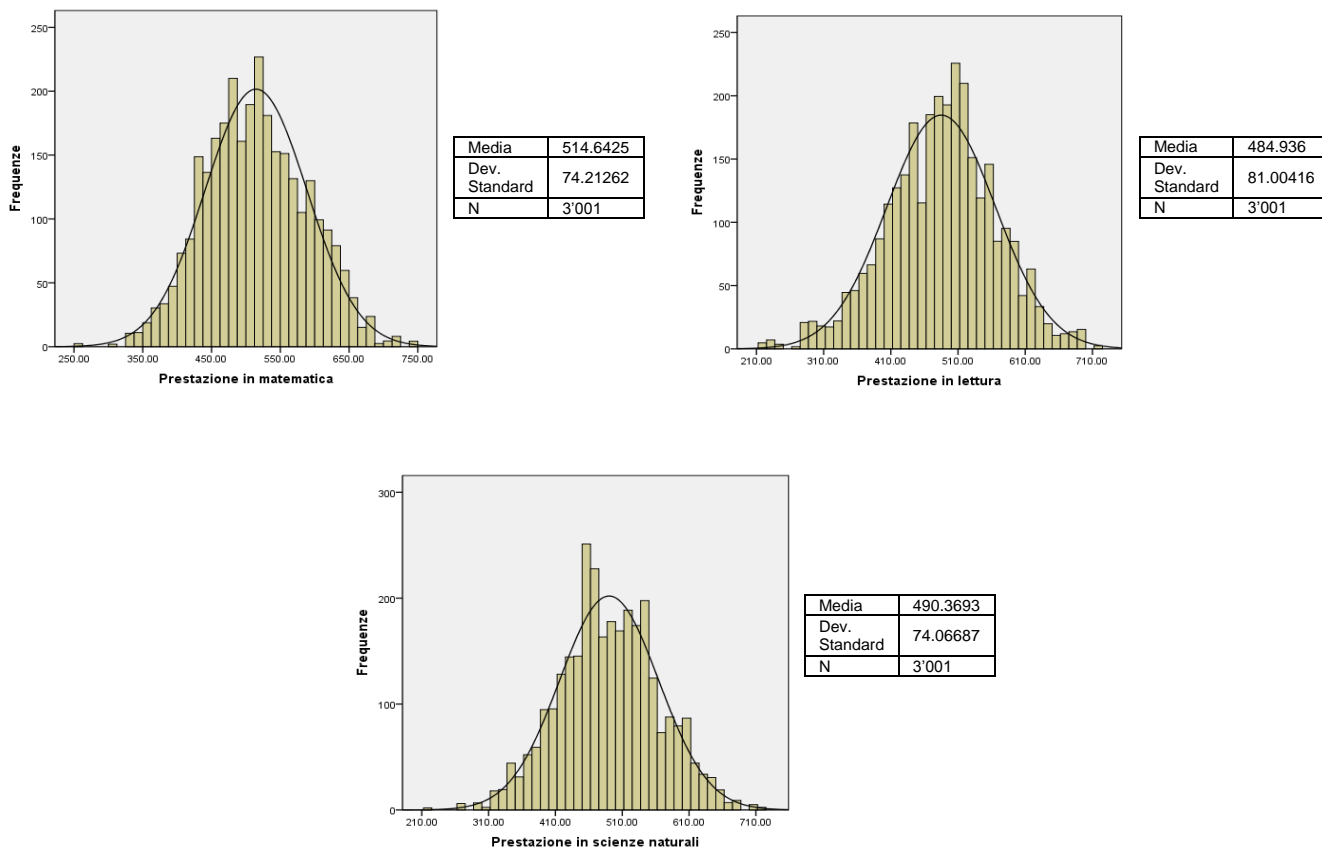 250
200
150
100
50
0
Frequenze
250.00 350.00 450.00 550.00 650.00 750.00
Prestazione in matematica
Media 514.6425
Dev.
Standard 74.21262
N 3'001
250
200
150
100
50
0
Frequenze
210.00 310.00 410.00 510.00 610.00 710.00
Prestazione in lettura
Media 484.936
Dev.
Standard 81.00416
N 3'001
300
200
100
0
Frequenze
210.00 310.00 410.00 510.00 610.00 710.00
Prestazione in scienze naturali
Media 490.3693
Dev.
Standard 74.06687
N 3'001